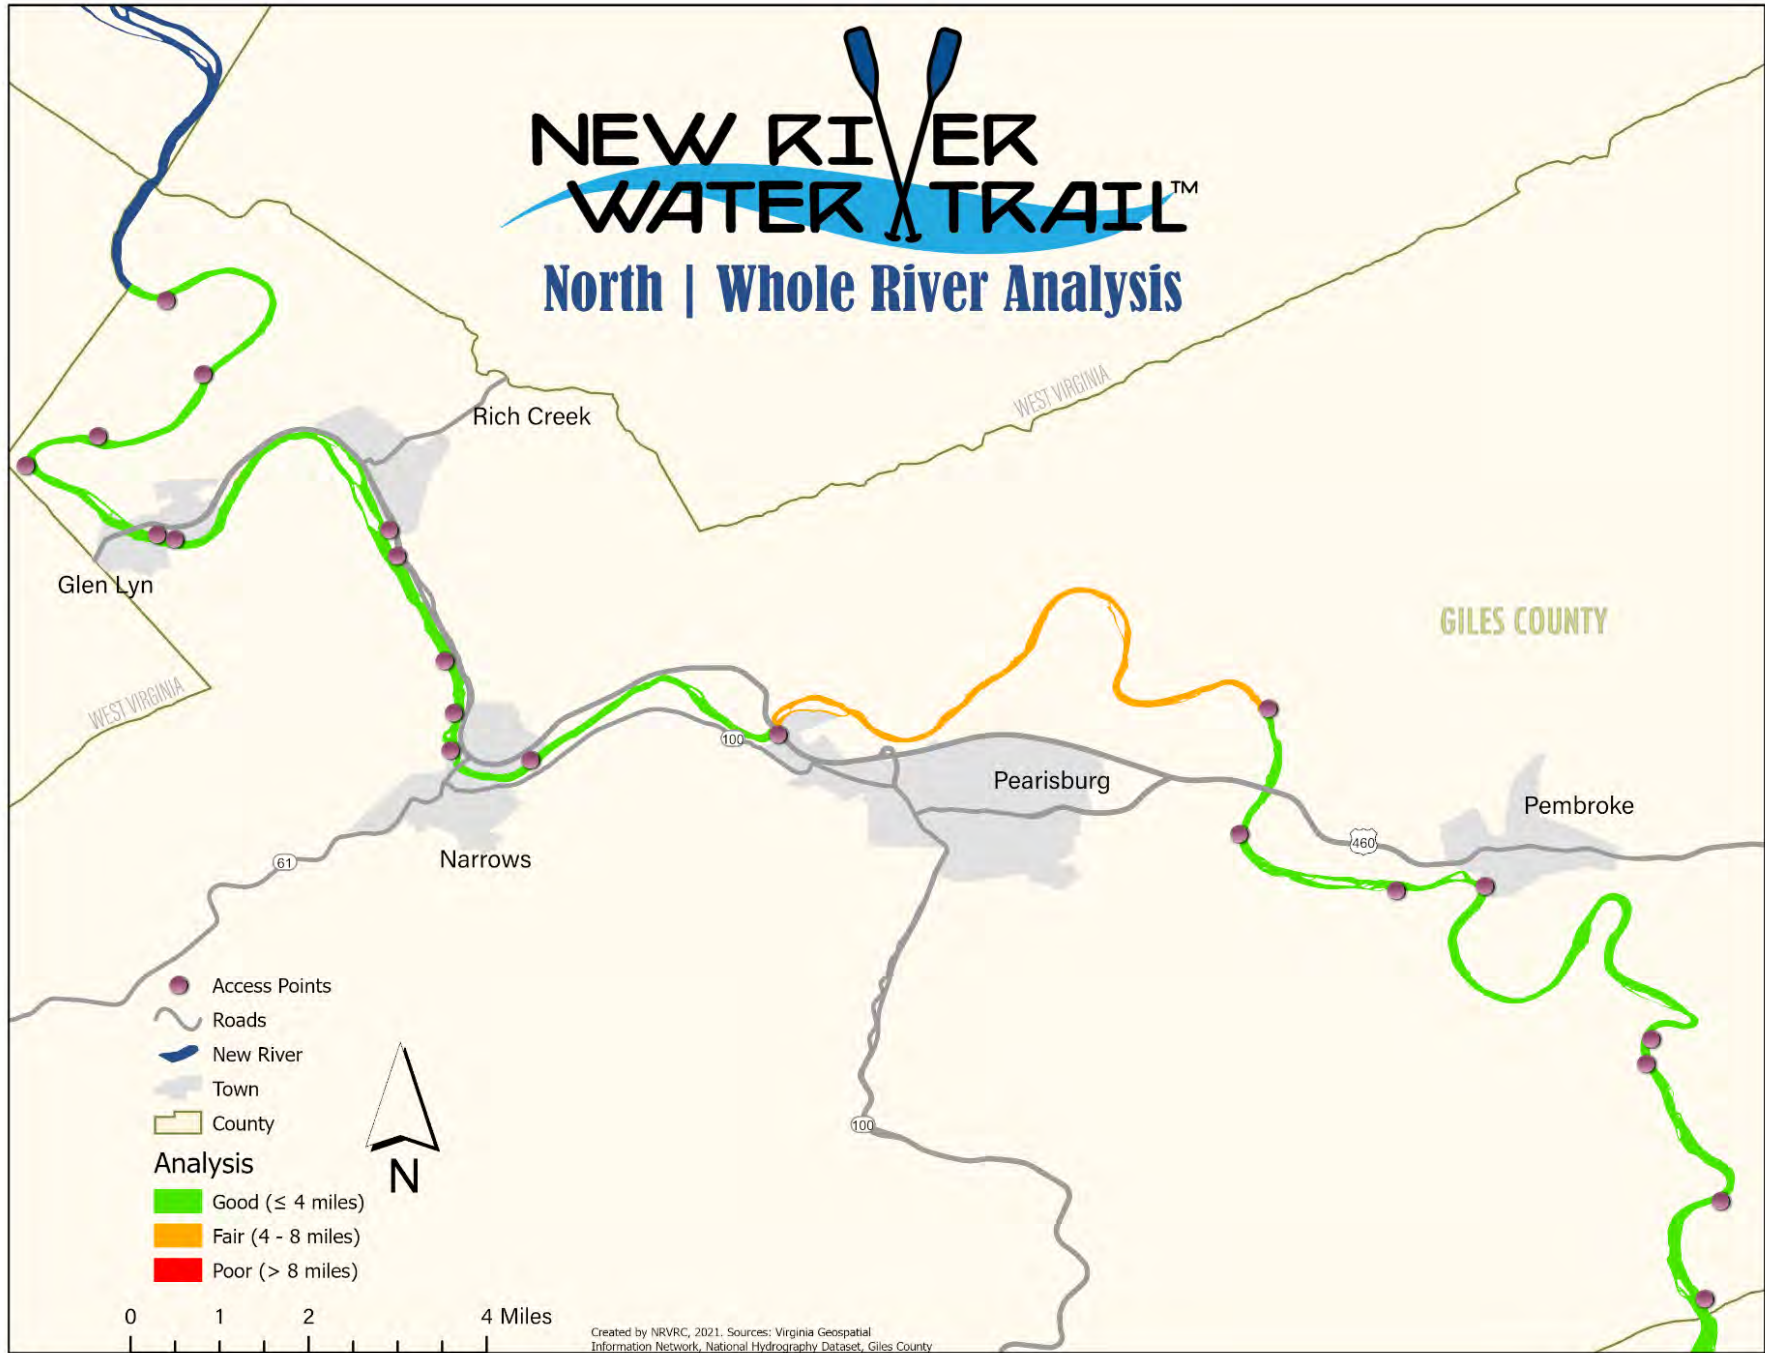 NEW RIVER
WATER TRAIL™
North | Whole River Analysis
WEST VIRGINIA
Rich Creek
Glen Lyn
GILES COUNTY
WEST VIRGINIA
100
Pearisburg
Pembroke
460
Narrows
61
100
Access Points
Roads
New River
Town
County
N
Analysis
Good (≤ 4 miles)
Fair (4 - 8 miles)
Poor (> 8 miles)
0 1 2 4 Miles
Created by NRVRC, 2021. Sources: Virginia Geospatial
Information Network, National Hydrography Dataset, Giles County